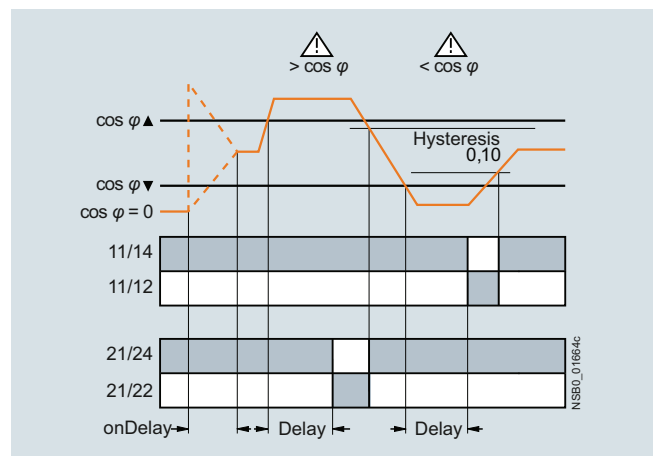 > cos φ
< cos φ
cos φ ▲
Hysteresis
0,10
cos φ ▼
cos φ = 0
11/14
11/12
21/24
21/22
onDelay
Delay
Delay
NSB0_01664c